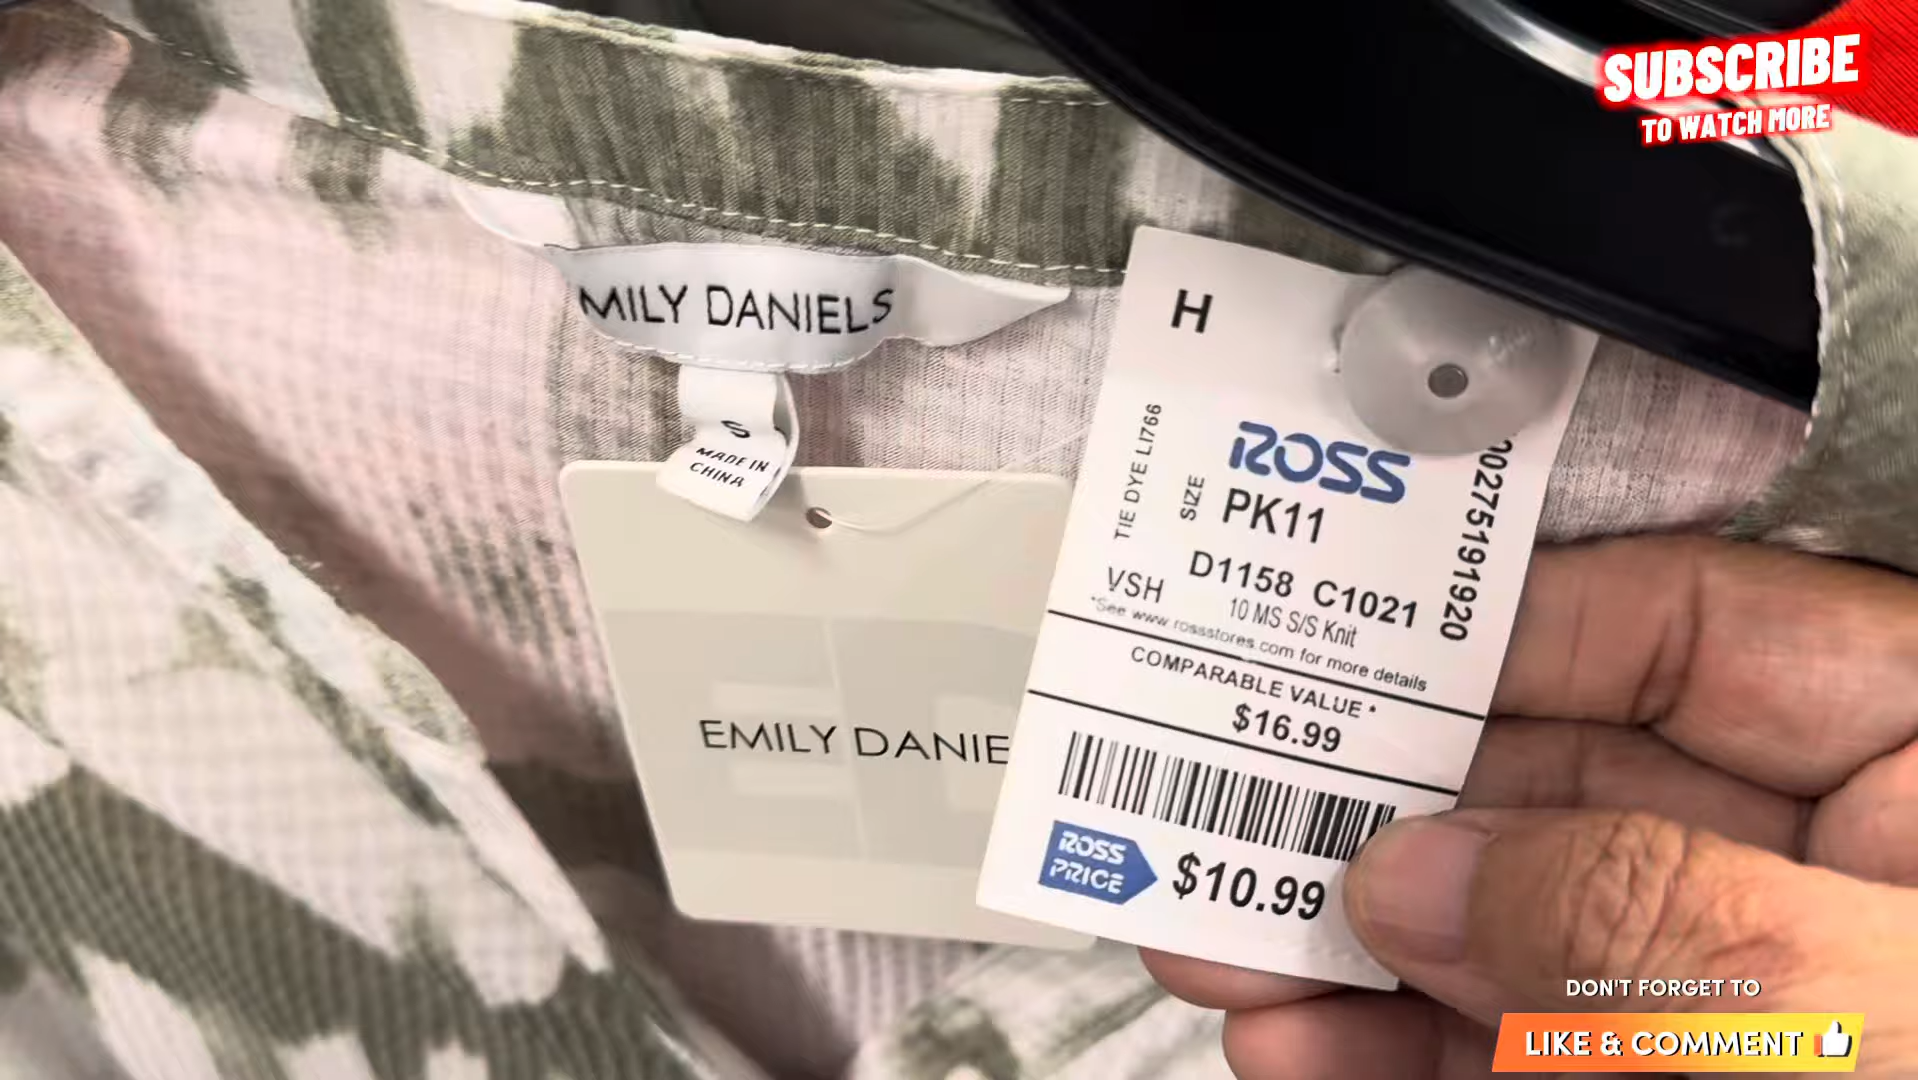 SUBSCRIBE
TO WATCH MORE
MILY DANIELS
S
MADE IN
CHINA
EMILY DANIE
H
ROSS
TIE DYE L1766
SIZE
PK11
D1158 C1021
VSH
10 MS S/S Knit
*See www.rossstores.com for more details
COMPARABLE VALUE *
$16.99
ROSS
PRICE
$10.99
DON'T FORGET TO
LIKE & COMMENT